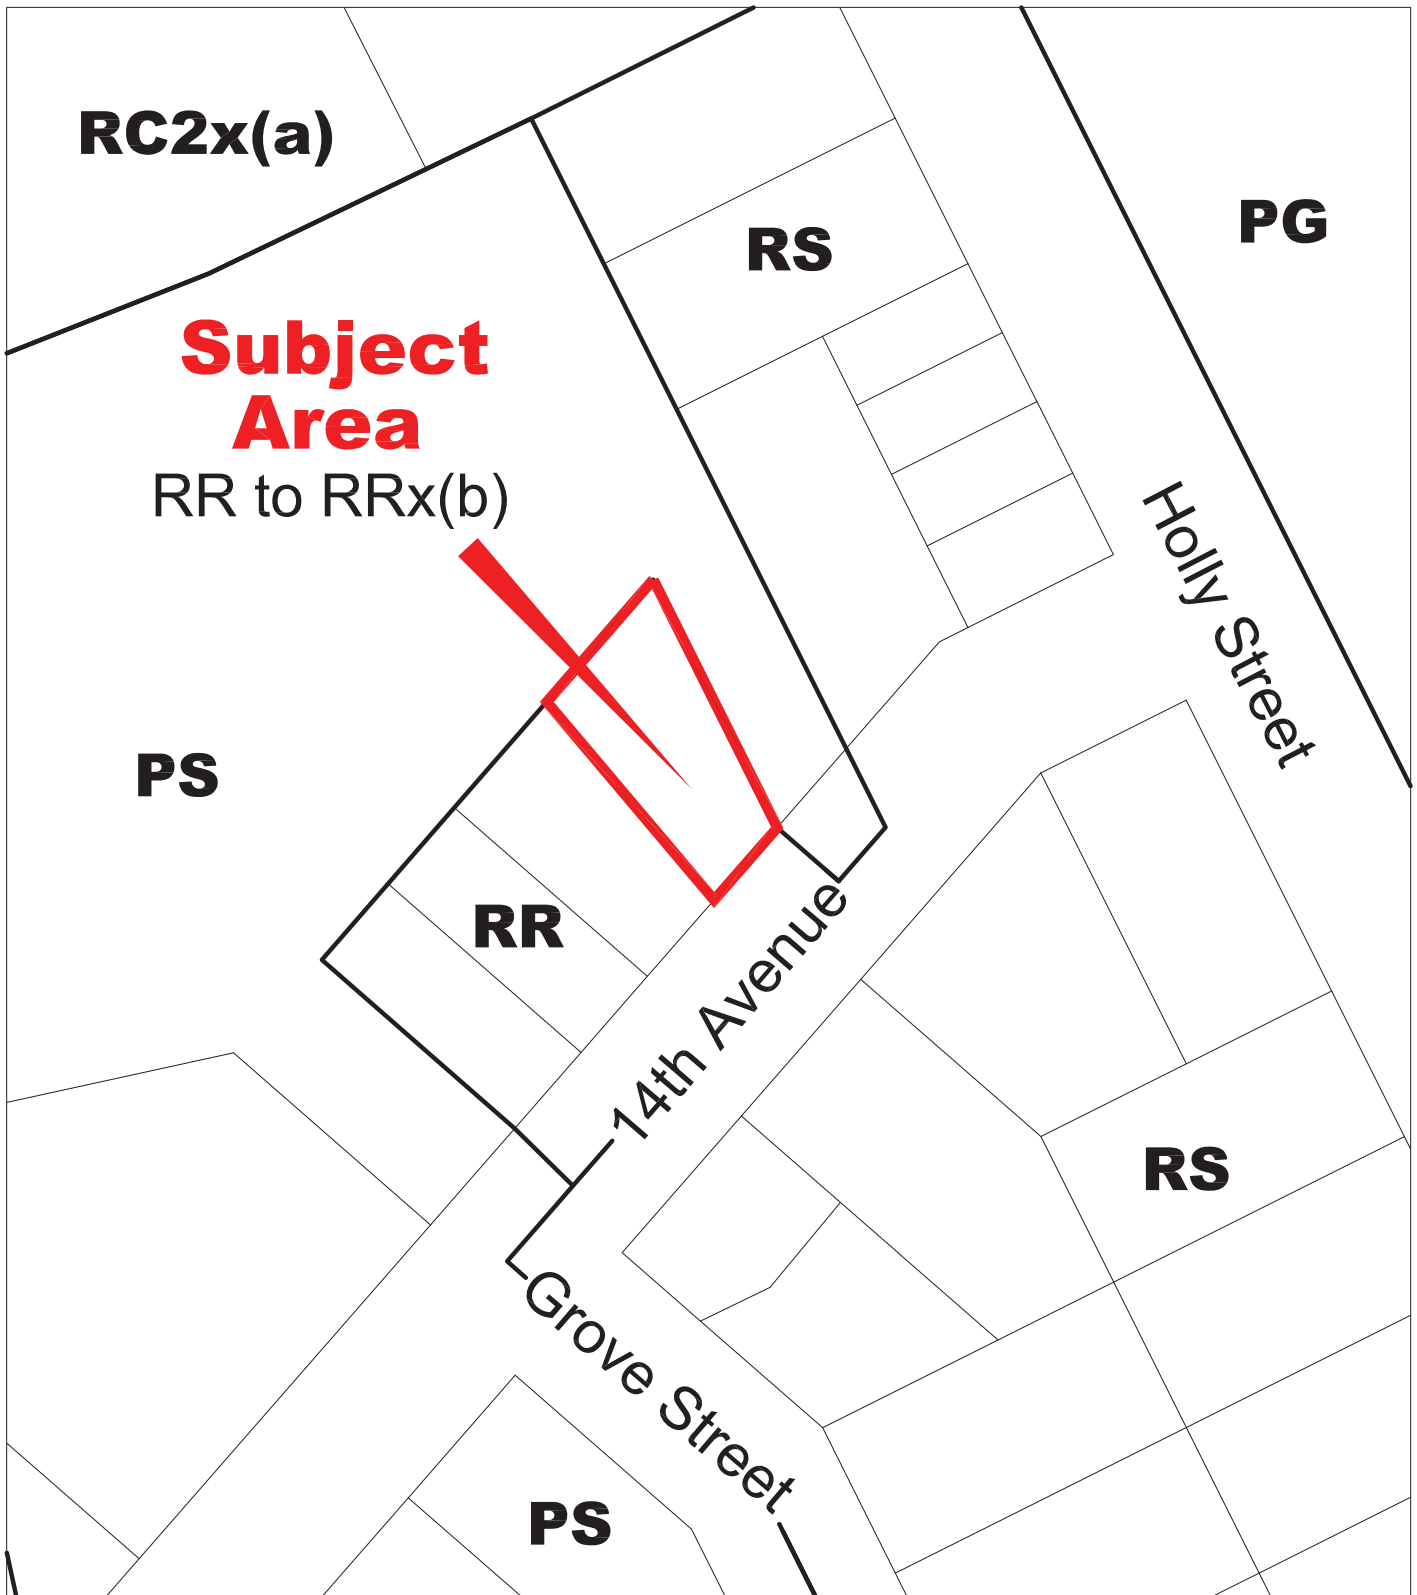 RC2x(a)
PG
RS
Subject
Area
RR to RRx(b)
Holly Street
PS
RR
14th Avenue
RS
Grove Street
PS